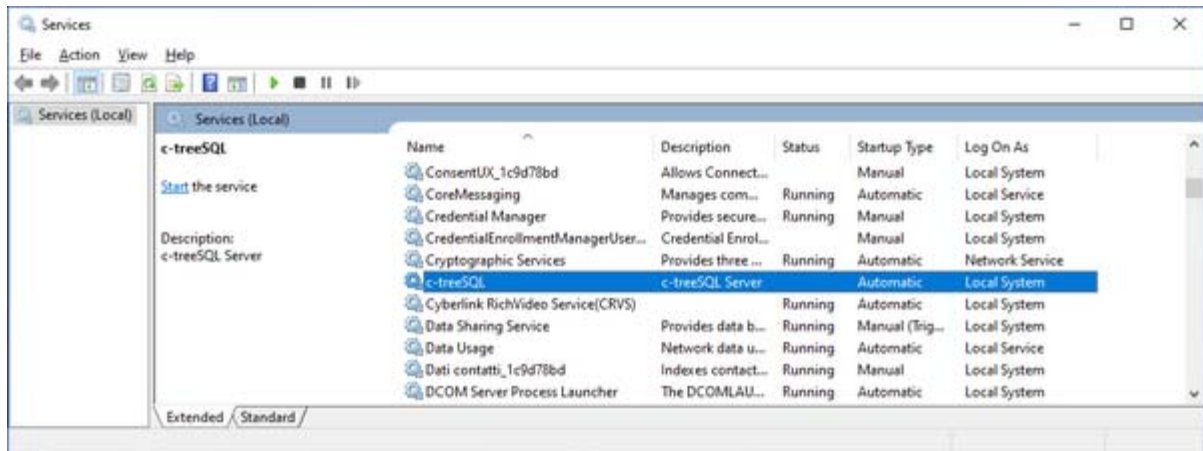 Services
File Action View Help
Services (Local)
Services (Local)
c-treeSQL
Start the service
Description:
c-treeSQL Server
Name Description Status Startup Type Log On As
ConsentUX_1c9d78bd Allows Connect... Manual Local System
CoreMessaging Manages com... Running Automatic Local Service
Credential Manager Provides secure... Running Manual Local System
CredentialEnrollmentManagerUser... Credential Enrol... Manual Local System
Cryptographic Services Provides three ... Running Automatic Network Service
c-treeSQL c-treeSQL Server Automatic Local System
Cyberlink RichVideo Service(CRVS) Running Automatic Local System
Data Sharing Service Provides data b... Running Manual (Trig... Local System
Data Usage Network data u... Running Automatic Local Service
Dati contatti_1c9d78bd Indexes contact... Running Manual Local System
DCOM Server Process Launcher The DCOMLAU... Running Automatic Local System
Extended Standard